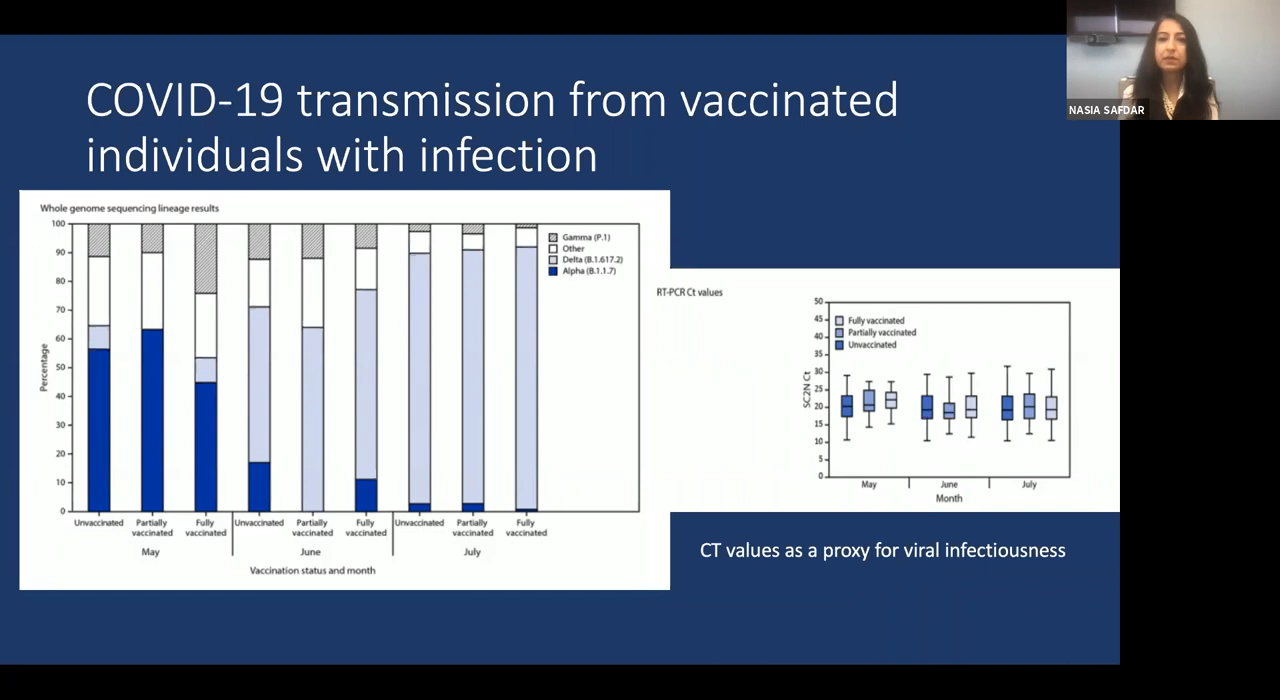 COVID-19 transmission from vaccinated
individuals with infection
NASIA SAFDAR
Whole genome sequencing lineage results
100
90
80
70
60
50
40
30
20
10
0
Percentage
Gamma (P.1)
Other
Delta (B.1.617.2)
Alpha (B.1.1.7)
Unvaccinated
Partially
vaccinated
Fully
vaccinated
Unvaccinated
Partially
vaccinated
Fully
vaccinated
Unvaccinated
Partially
vaccinated
Fully
vaccinated
May
June
July
Vaccination status and month
RT-PCR Ct values
50
45
40
35
30
25
20
15
10
5
0
SC2N Ct
Fully vaccinated
Partially vaccinated
Unvaccinated
May
June
July
Month
CT values as a proxy for viral infectiousness